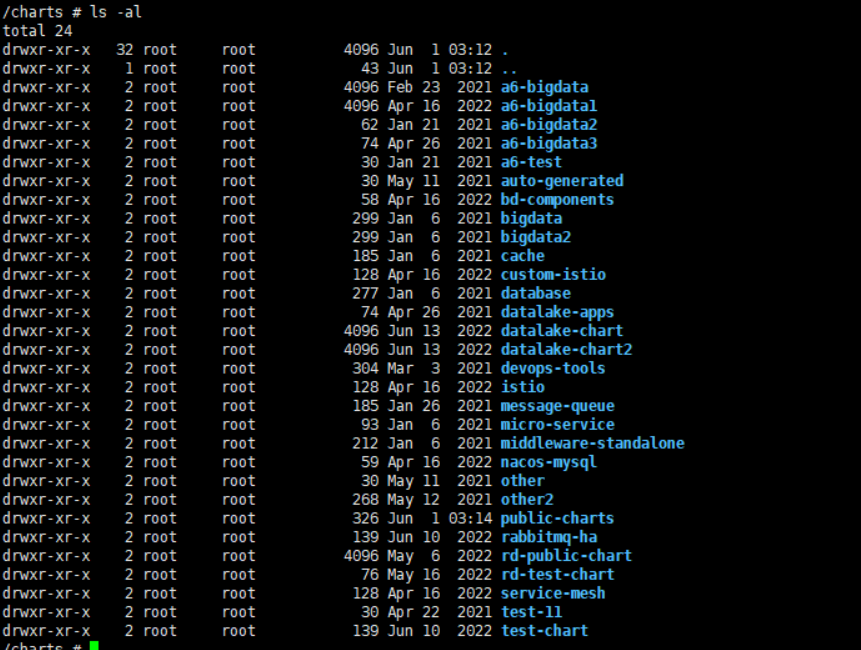 /charts # ls -al
total 24
drwxr-xr-x   32 root     root          4096 Jun  1 03:12 .
drwxr-xr-x    1 root     root            43 Jun  1 03:12 ..
drwxr-xr-x    2 root     root          4096 Feb 23  2021 a6-bigdata
drwxr-xr-x    2 root     root          4096 Apr 16  2022 a6-bigdata1
drwxr-xr-x    2 root     root            62 Jan 21  2021 a6-bigdata2
drwxr-xr-x    2 root     root            74 Apr 26  2021 a6-bigdata3
drwxr-xr-x    2 root     root            30 Jan 21  2021 a6-test
drwxr-xr-x    2 root     root            30 May 11  2021 auto-generated
drwxr-xr-x    2 root     root            58 Apr 16  2022 bd-components
drwxr-xr-x    2 root     root           299 Jan  6  2021 bigdata
drwxr-xr-x    2 root     root           299 Jan  6  2021 bigdata2
drwxr-xr-x    2 root     root           185 Jan  6  2021 cache
drwxr-xr-x    2 root     root           128 Apr 16  2022 custom-istio
drwxr-xr-x    2 root     root           277 Jan  6  2021 database
drwxr-xr-x    2 root     root            74 Apr 26  2021 datalake-apps
drwxr-xr-x    2 root     root          4096 Jun 13  2022 datalake-chart
drwxr-xr-x    2 root     root          4096 Jun 13  2022 datalake-chart2
drwxr-xr-x    2 root     root           304 Mar  3  2021 devops-tools
drwxr-xr-x    2 root     root           128 Apr 16  2022 istio
drwxr-xr-x    2 root     root           185 Jan 26  2021 message-queue
drwxr-xr-x    2 root     root            93 Jan  6  2021 micro-service
drwxr-xr-x    2 root     root           212 Jan  6  2021 middleware-standalone
drwxr-xr-x    2 root     root            59 Apr 16  2022 nacos-mysql
drwxr-xr-x    2 root     root            30 May 11  2021 other
drwxr-xr-x    2 root     root           268 May 12  2021 other2
drwxr-xr-x    2 root     root           326 Jun  1 03:14 public-charts
drwxr-xr-x    2 root     root           139 Jun 10  2022 rabbitmq-ha
drwxr-xr-x    2 root     root          4096 May  6  2022 rd-public-chart
drwxr-xr-x    2 root     root            76 May 16  2022 rd-test-chart
drwxr-xr-x    2 root     root           128 Apr 16  2022 service-mesh
drwxr-xr-x    2 root     root            30 Apr 22  2021 test-11
drwxr-xr-x    2 root     root           139 Jun 10  2022 test-chart
/charts #